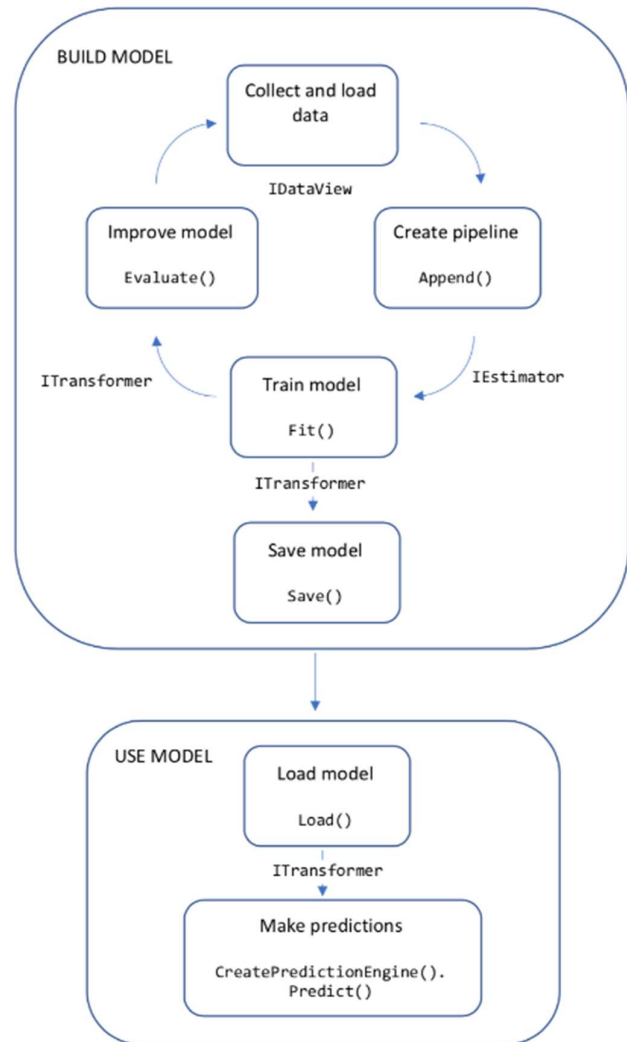 BUILD MODEL
Collect and load
data
IDataView
Improve model
Evaluate()
Create pipeline
Append()
ITransformer
IEstimator
Train model
Fit()
ITransformer
Save model
Save()
USE MODEL
Load model
Load()
ITransformer
Make predictions
CreatePredictionEngine().
Predict()